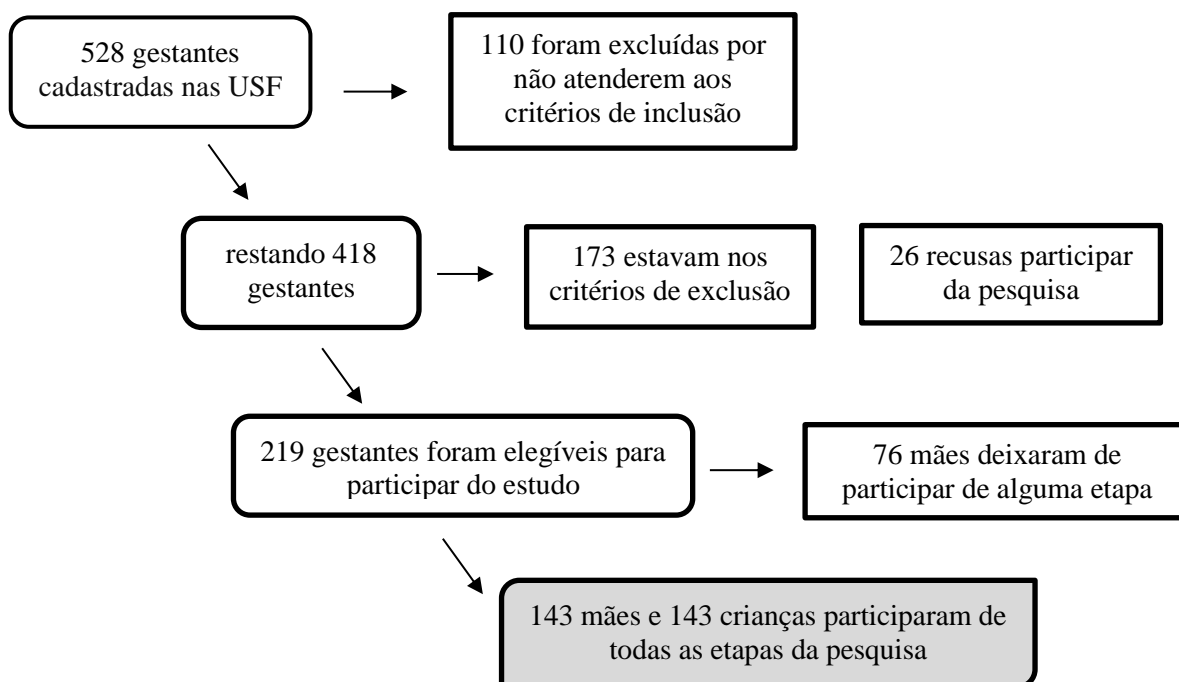 528 gestantes
cadastradas nas USF
110 foram excluídas por
não atenderem aos
critérios de inclusão
restando 418
gestantes
173 estavam nos
critérios de exclusão
26 recusas participar
da pesquisa
219 gestantes foram elegíveis para
participar do estudo
76 mães deixaram de
participar de alguma etapa
143 mães e 143 crianças participaram de
todas as etapas da pesquisa